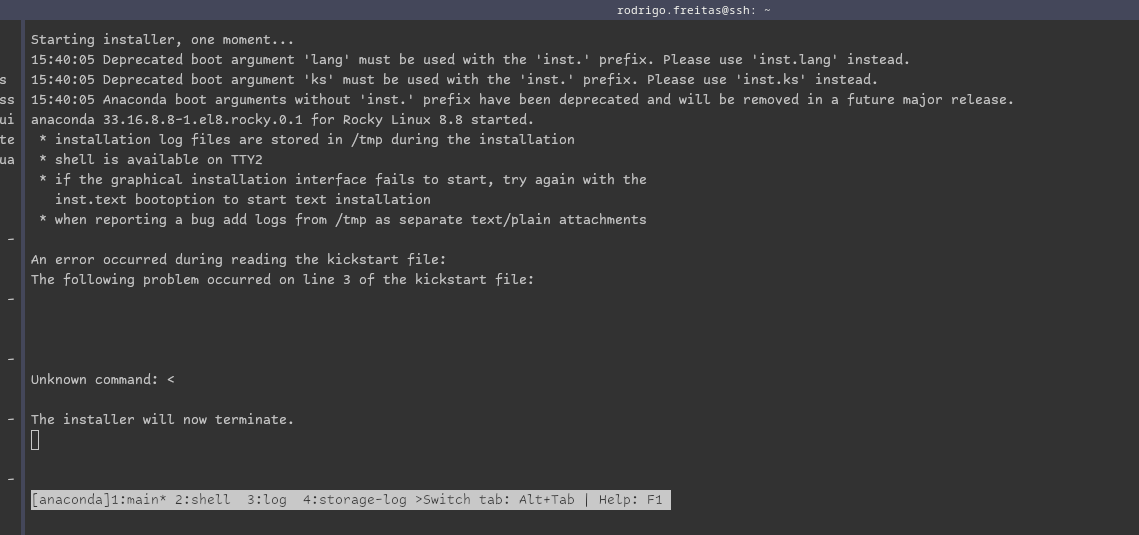 rodrigo.freitas@ssh: ~
Starting installer, one moment...
15:40:05 Deprecated boot argument 'lang' must be used with the 'inst.' prefix. Please use 'inst.lang' instead.
s 15:40:05 Deprecated boot argument 'ks' must be used with the 'inst.' prefix. Please use 'inst.ks' instead.
ss 15:40:05 Anaconda boot arguments without 'inst.' prefix have been deprecated and will be removed in a future major release.
ui anaconda 33.16.8.8-1.el8.rocky.0.1 for Rocky Linux 8.8 started.
te * installation log files are stored in /tmp during the installation
ua * shell is available on TTY2
* if the graphical installation interface fails to start, try again with the
inst.text bootoption to start text installation
* when reporting a bug add logs from /tmp as separate text/plain attachments
-
An error occurred during reading the kickstart file:
The following problem occurred on line 3 of the kickstart file:
-
-
Unknown command: <
- The installer will now terminate.
-
[anaconda]1:main* 2:shell  3:log  4:storage-log >Switch tab: Alt+Tab | Help: F1